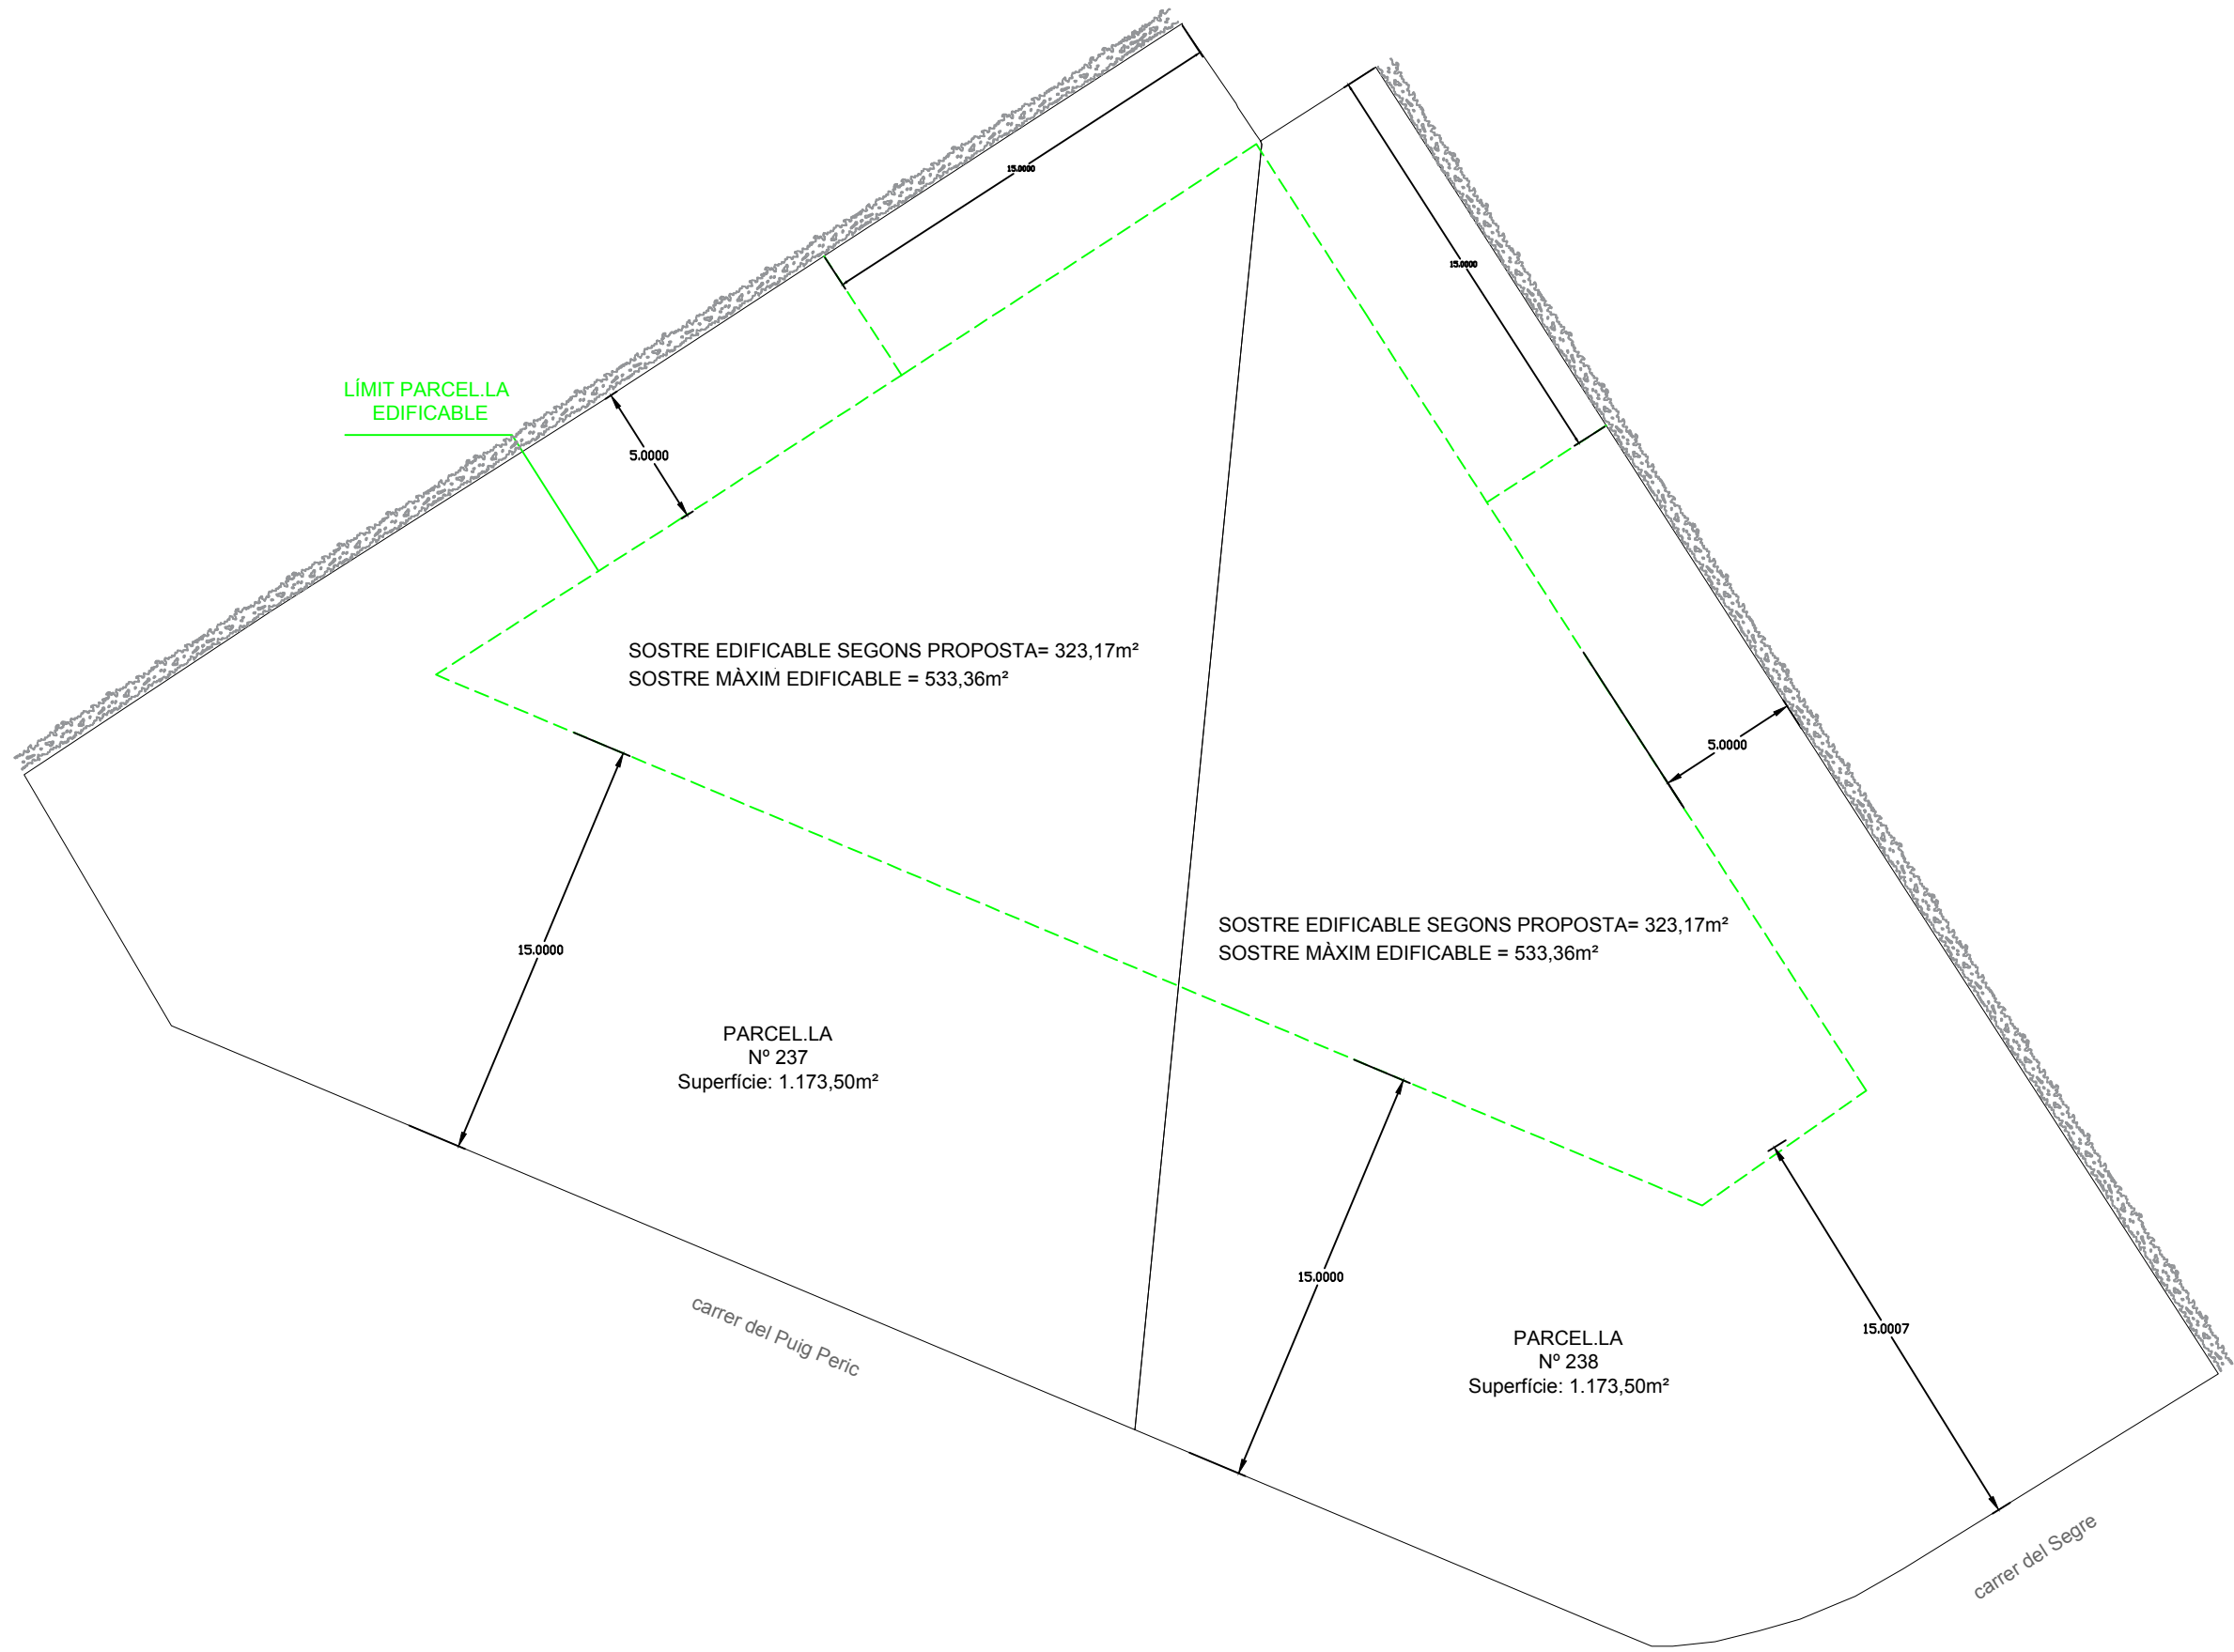 15.0000
15.0000
LÍMIT PARCEL.LA
EDIFICABLE
5.0000
SOSTRE EDIFICABLE SEGONS PROPOSTA= 323,17m²
SOSTRE MÀXIM EDIFICABLE = 533,36m²
5.0000
15.0000
SOSTRE EDIFICABLE SEGONS PROPOSTA= 323,17m²
SOSTRE MÀXIM EDIFICABLE = 533,36m²
PARCEL.LA
Nº 237
Superfície: 1.173,50m²
15.0000
15.0007
PARCEL.LA
Nº 238
Superfície: 1.173,50m²
carrer del Puig Peric
carrer del Segre